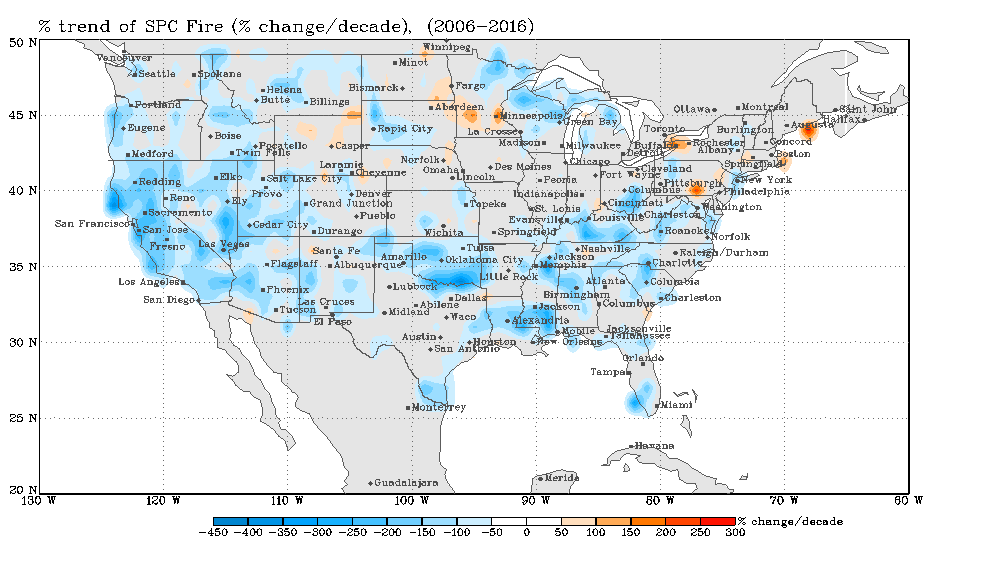 % trend of SPC Fire (% change/decade), (2006−2016)
50 N
Winnipeg
Vancouver
Minot
Seattle
Spokane
Helena
Bismarck
Fargo
Butte
Billings
Portland
Aberdeen
Ottawa
Montreal
Saint John
45 N
Minneapolis
Halifax
Green Bay
Augusta
Eugene
Rapid City
La Crosse
Toronto
Burlington
Boise
Pocatello
Casper
Madison
Milwaukee
Buffalo
Rochester
Concord
Medford
Twin Falls
Detroit
Albany
Boston
Norfolk
Laramie
Des Moines
Chicago
Springfield
Cheyenne
Omaha
Cleveland
Redding
Elko
Salt Lake City
Lincoln
Peoria
Fort Wayne
Pittsburgh
New York
40 N
Provo
Denver
Indianapolis
Columbus
Philadelphia
Reno
Ely
Grand Junction
Topeka
St. Louis
Cincinnati
Washington
Sacramento
Pueblo
Evansville
Louisville
Charleston
San Francisco
San Jose
Cedar City
Durango
Wichita
Springfield
Roanoke
Norfolk
Fresno
Las Vegas
Santa Fe
Tulsa
Nashville
Raleigh/Durham
Amarillo
Oklahoma City
Jackson
35 N
Flagstaff
Albuquerque
Memphis
Charlotte
Los Angeles
Little Rock
Atlanta
Columbia
Phoenix
Lubbock
Birmingham
San Diego
Las Cruces
Dallas
Charleston
Tucson
Abilene
Jackson
Columbus
El Paso
Midland
Waco
Alexandria
Mobile
Jacksonville
Austin
Tallahassee
30 N
Houston
New Orleans
San Antonio
Orlando
Tampa
Monterrey
Miami
25 N
Havana
Guadalajara
Merida
20 N
130 W
120 W
110 W
100 W
90 W
80 W
70 W
60 W
% change/decade
−450 −400 −350 −300 −250 −200 −150 −100 −50 0 50 100 150 200 250 300